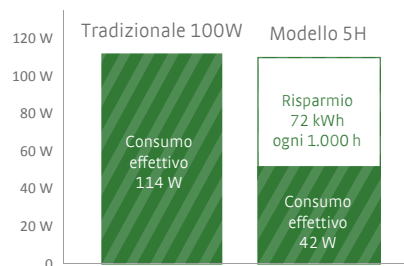 Tradizionale 100W
Modello 5H
120 W
100 W
80 W
60 W
40 W
20 W
0
Consumo
effettivo
114 W
Risparmio
72 kWh
ogni 1.000 h
Consumo
effettivo
42 W